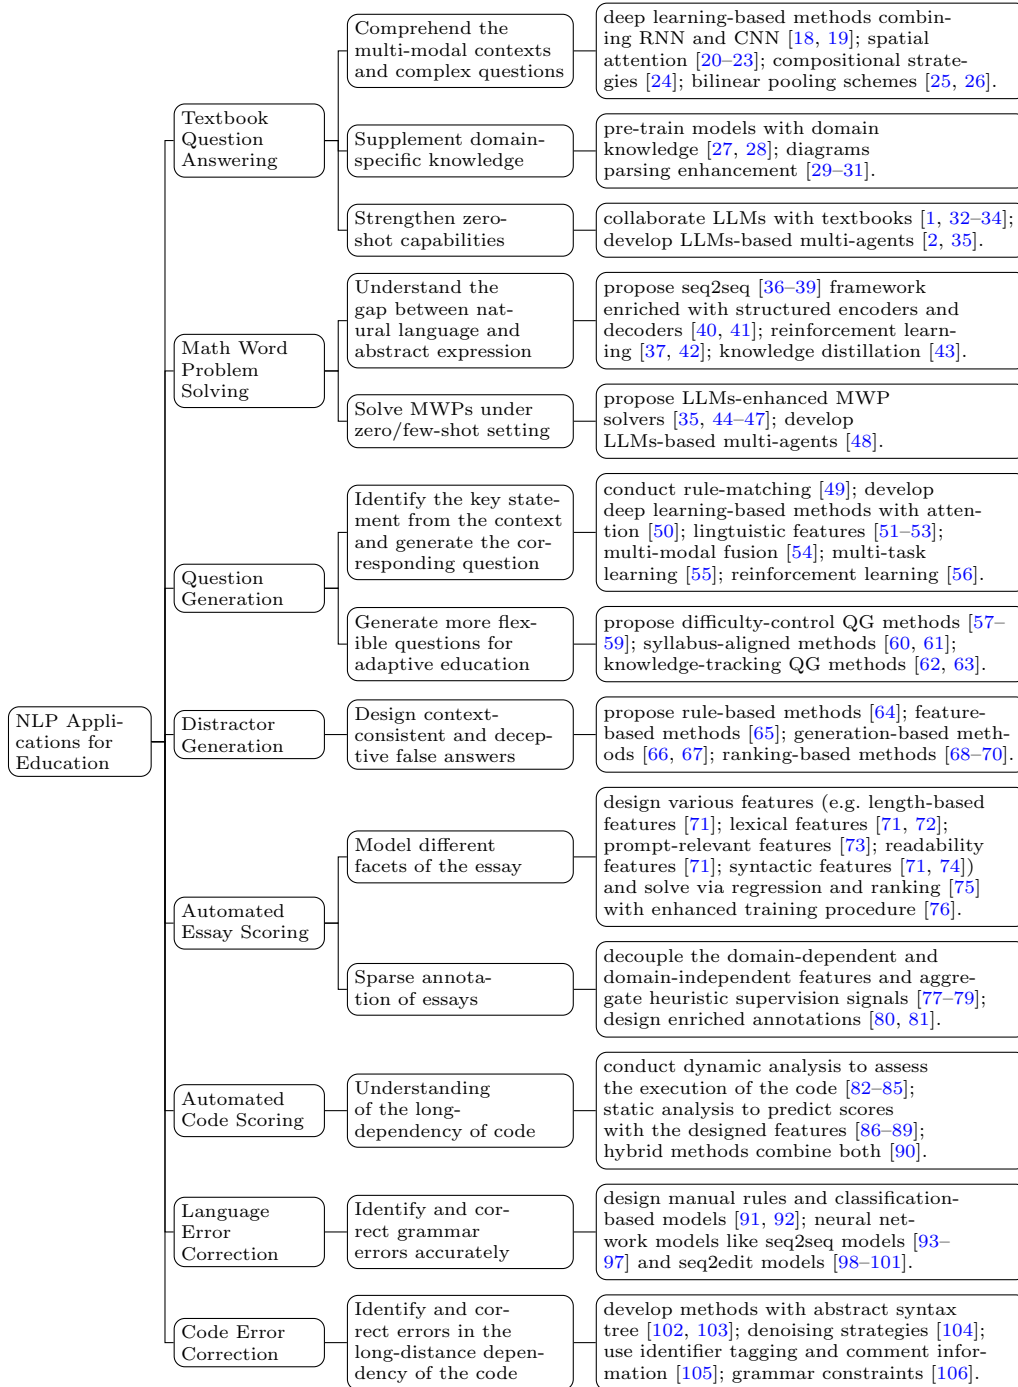 NLP Appli-
cations for
Education
Textbook
Question
Answering
Comprehend the
multi-modal contexts
and complex questions
deep learning-based methods combin-
ing RNN and CNN [18, 19]; spatial
attention [20–23]; compositional strate-
gies [24]; bilinear pooling schemes [25, 26].
Supplement domain-
specific knowledge
pre-train models with domain
knowledge [27, 28]; diagrams
parsing enhancement [29–31].
Strengthen zero-
shot capabilities
collaborate LLMs with textbooks [1, 32–34];
develop LLMs-based multi-agents [2, 35].
Math Word
Problem
Solving
Understand the
gap between nat-
ural language and
abstract expression
propose seq2seq [36–39] framework
enriched with structured encoders and
decoders [40, 41]; reinforcement learn-
ing [37, 42]; knowledge distillation [43].
Solve MWPs under
zero/few-shot setting
propose LLMs-enhanced MWP
solvers [35, 44–47]; develop
LLMs-based multi-agents [48].
Question
Generation
Identify the key state-
ment from the context
and generate the cor-
responding question
conduct rule-matching [49]; develop
deep learning-based methods with atten-
tion [50]; lingtuistic features [51–53];
multi-modal fusion [54]; multi-task
learning [55]; reinforcement learning [56].
Generate more flex-
ible questions for
adaptive education
propose difficulty-control QG methods [57–
59]; syllabus-aligned methods [60, 61];
knowledge-tracking QG methods [62, 63].
Distractor
Generation
Design context-
consistent and decep-
tive false answers
propose rule-based methods [64]; feature-
based methods [65]; generation-based meth-
ods [66, 67]; ranking-based methods [68–70].
Automated
Essay Scoring
Model different
facets of the essay
design various features (e.g. length-based
features [71]; lexical features [71, 72];
prompt-relevant features [73]; readability
features [71]; syntactic features [71, 74])
and solve via regression and ranking [75]
with enhanced training procedure [76].
Sparse annota-
tion of essays
decouple the domain-dependent and
domain-independent features and aggre-
gate heuristic supervision signals [77–79];
design enriched annotations [80, 81].
Automated
Code Scoring
Understanding
of the long-
dependency of code
conduct dynamic analysis to assess
the execution of the code [82–85];
static analysis to predict scores
with the designed features [86–89];
hybrid methods combine both [90].
Language
Error
Correction
Identify and cor-
rect grammar
errors accurately
design manual rules and classification-
based models [91, 92]; neural net-
work models like seq2seq models [93–
97] and seq2edit models [98–101].
Code Error
Correction
Identify and cor-
rect errors in the
long-distance depen-
dency of the code
develop methods with abstract syntax
tree [102, 103]; denoising strategies [104];
use identifier tagging and comment infor-
mation [105]; grammar constraints [106].